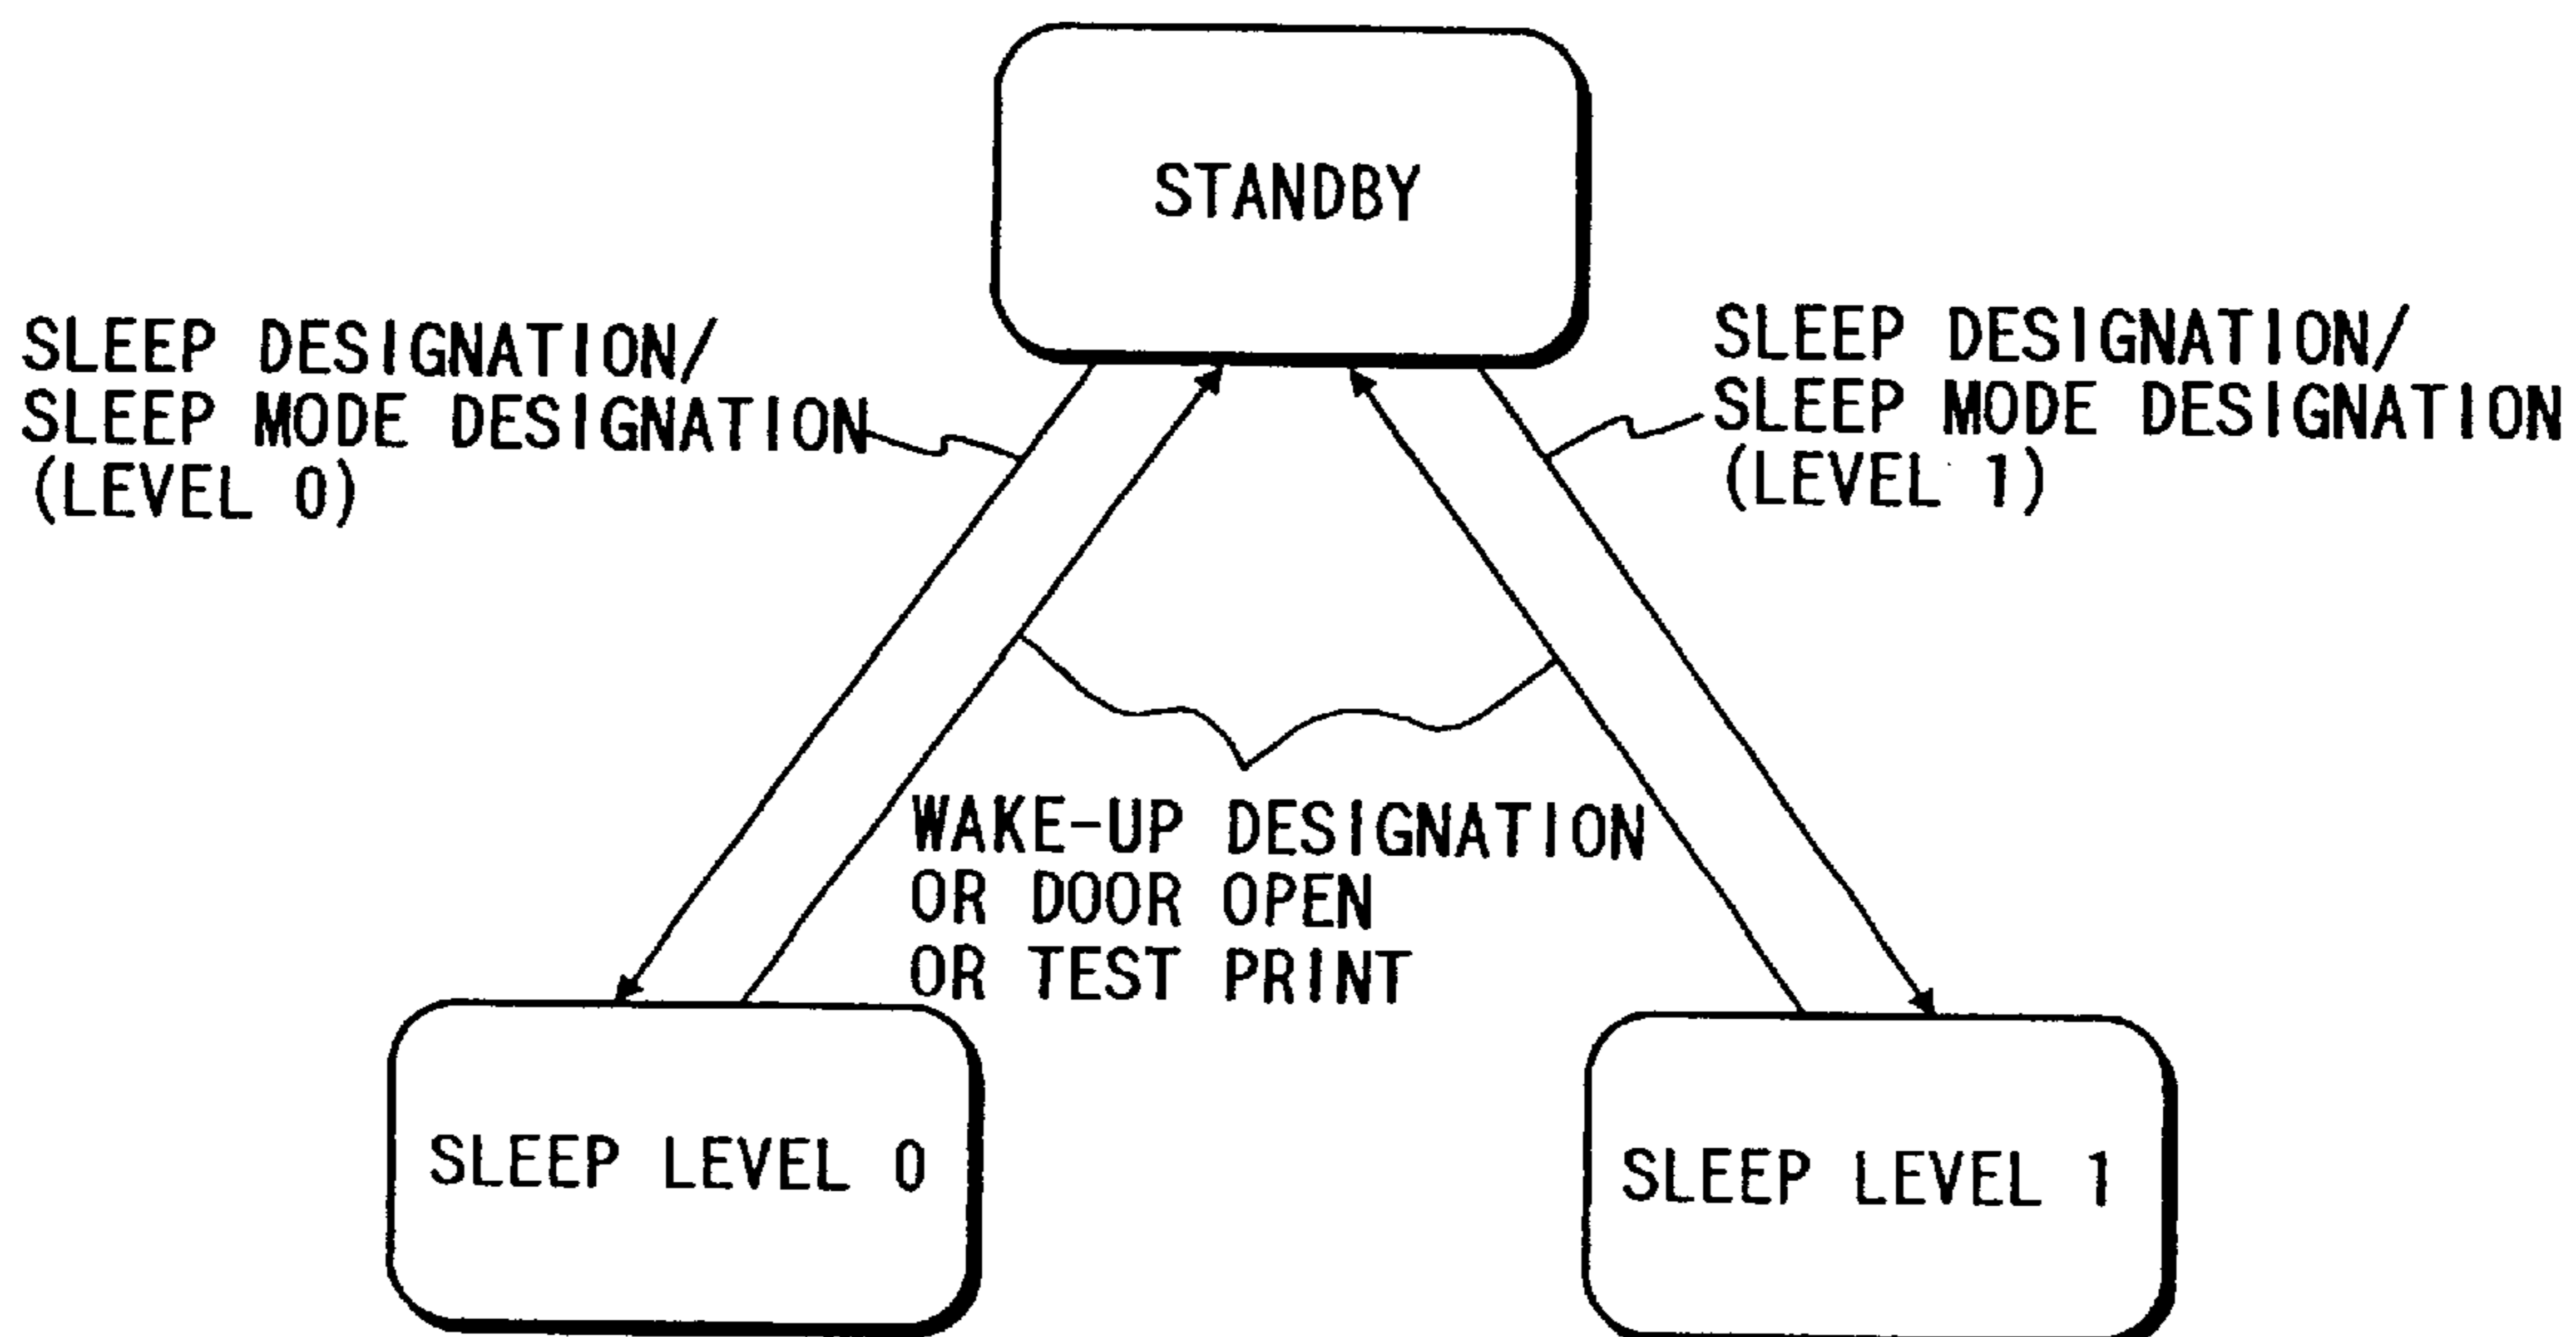 STANDBY
SLEEP DESIGNATION/
SLEEP MODE DESIGNATION
(LEVEL 0)
SLEEP DESIGNATION/
SLEEP MODE DESIGNATION
(LEVEL 1)
WAKE-UP DESIGNATION
OR DOOR OPEN
OR TEST PRINT
SLEEP LEVEL 0
SLEEP LEVEL 1